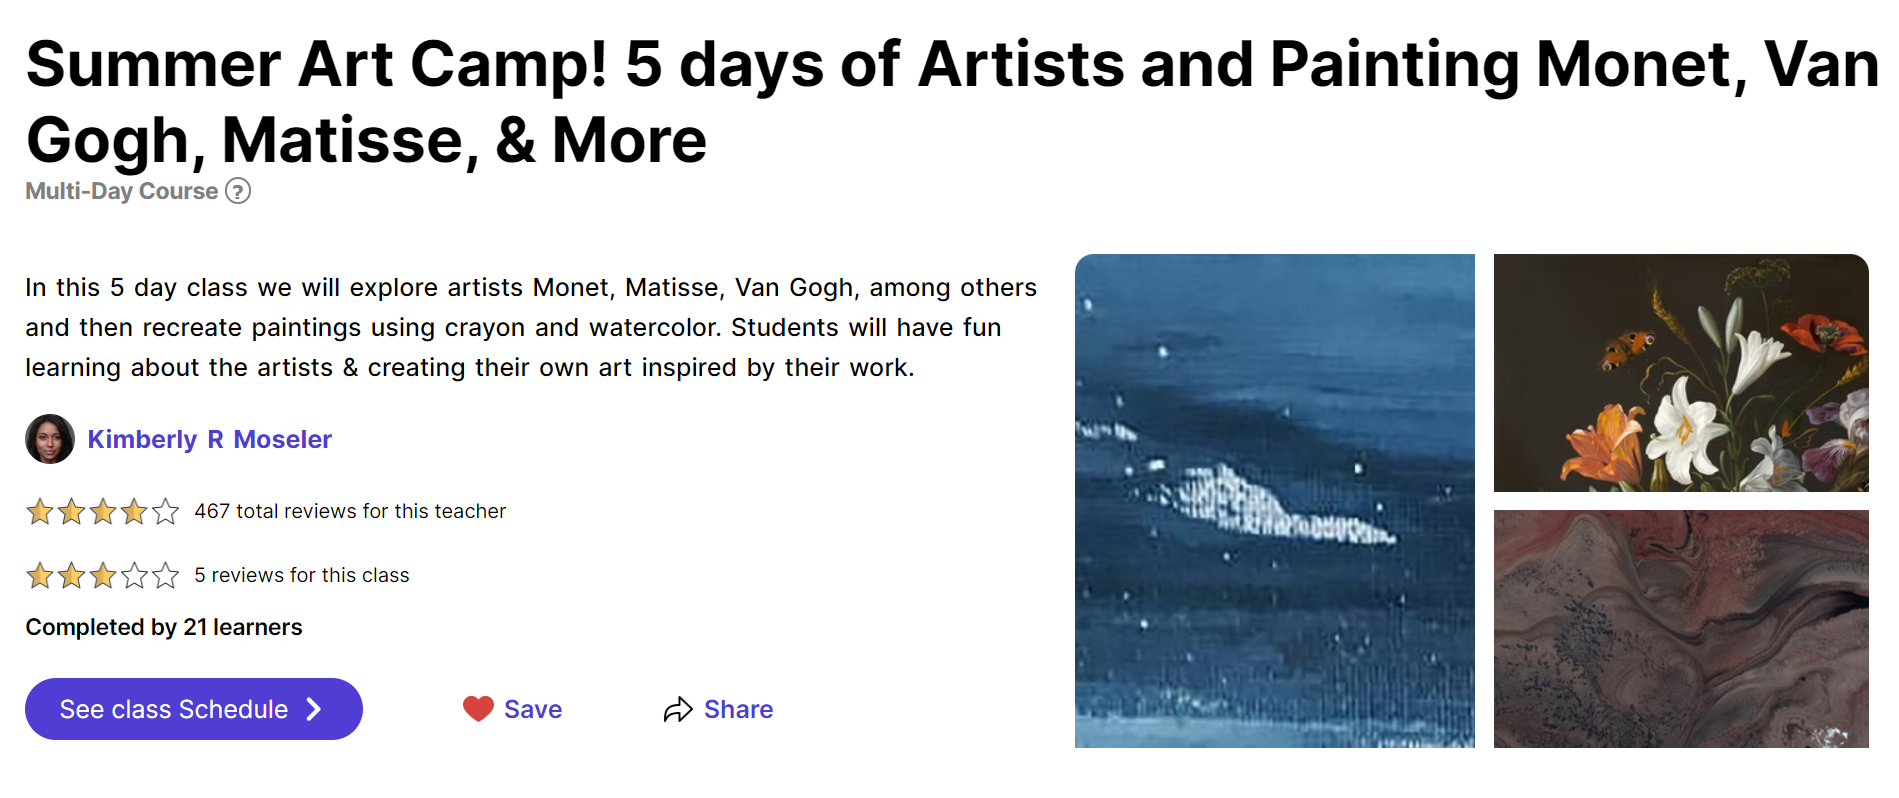 Summer Art Camp! 5 days of Artists and Painting Monet, Van
Gogh, Matisse, & More
Multi-Day Course ?
In this 5 day class we will explore artists Monet, Matisse, Van Gogh, among others
and then recreate paintings using crayon and watercolor. Students will have fun
learning about the artists & creating their own art inspired by their work.
Kimberly R Moseler
467 total reviews for this teacher
5 reviews for this class
Completed by 21 learners
See class Schedule
Save
Share